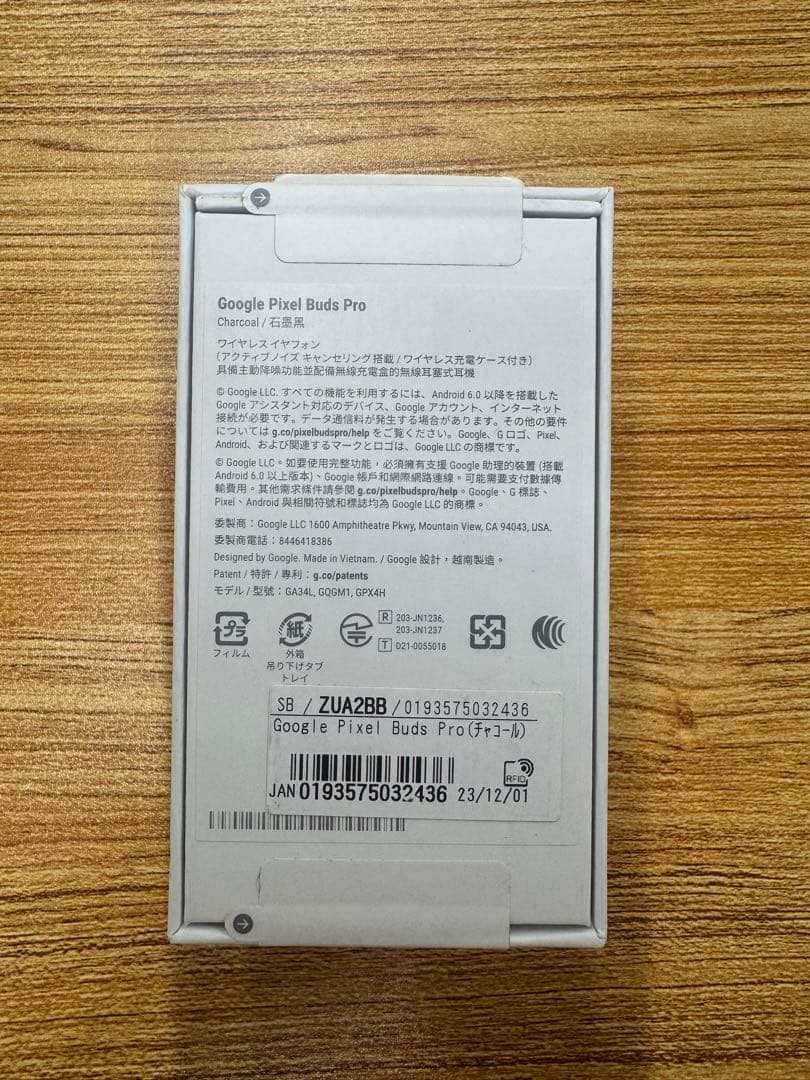 Google Pixel Buds Pro
Charcoal / 石墨黑
ワイヤレス イヤフォン
(アクティブノイズ キャンセリング 搭載 / ワイヤレス充電ケース付き)
具備主動降噪功能並配備無線充電盒的無線耳塞式耳機
© Google LLC. すべての機能を利用するには、Android 6.0 以降を搭載した
Google アシスタント対応のデバイス、Google アカウント、インターネット
接続が必要です。データ通信料が発生する場合があります。その他の要件
については g.co/pixelbudspro/help をご覧ください。Google、G ロゴ、Pixel、
Android、および関連するマークとロゴは、Google LLC の商標です。
© Google LLC。如要使用完整功能，必須擁有支援 Google 助理的裝置 (搭載
Android 6.0 以上版本)、Google 帳戶和網際網路連線。可能需要支付數據傳
輸費用。其他需求條件請參閱 g.co/pixelbudspro/help。Google、G 標誌、
Pixel、Android 與相關符號和標誌均為 Google LLC 的商標。
委製商：Google LLC 1600 Amphitheatre Pkwy, Mountain View, CA 94043, USA.
委製商電話：8446418386
Designed by Google. Made in Vietnam. / Google 設計，越南製造。
Patent / 特許 / 專利：g.co/patents
モデル / 型號：GA34L, GQGM1, GPX4H
プラ
フィルム
紙
外箱
吊り下げタブ
トレイ
R 203-JN1236,
203-JN1237
T D21-0055018
SB / ZUA2BB / 0193575032436
Google Pixel Buds Pro(チャコール)
RFID
JAN 0193575032436 23/12/01